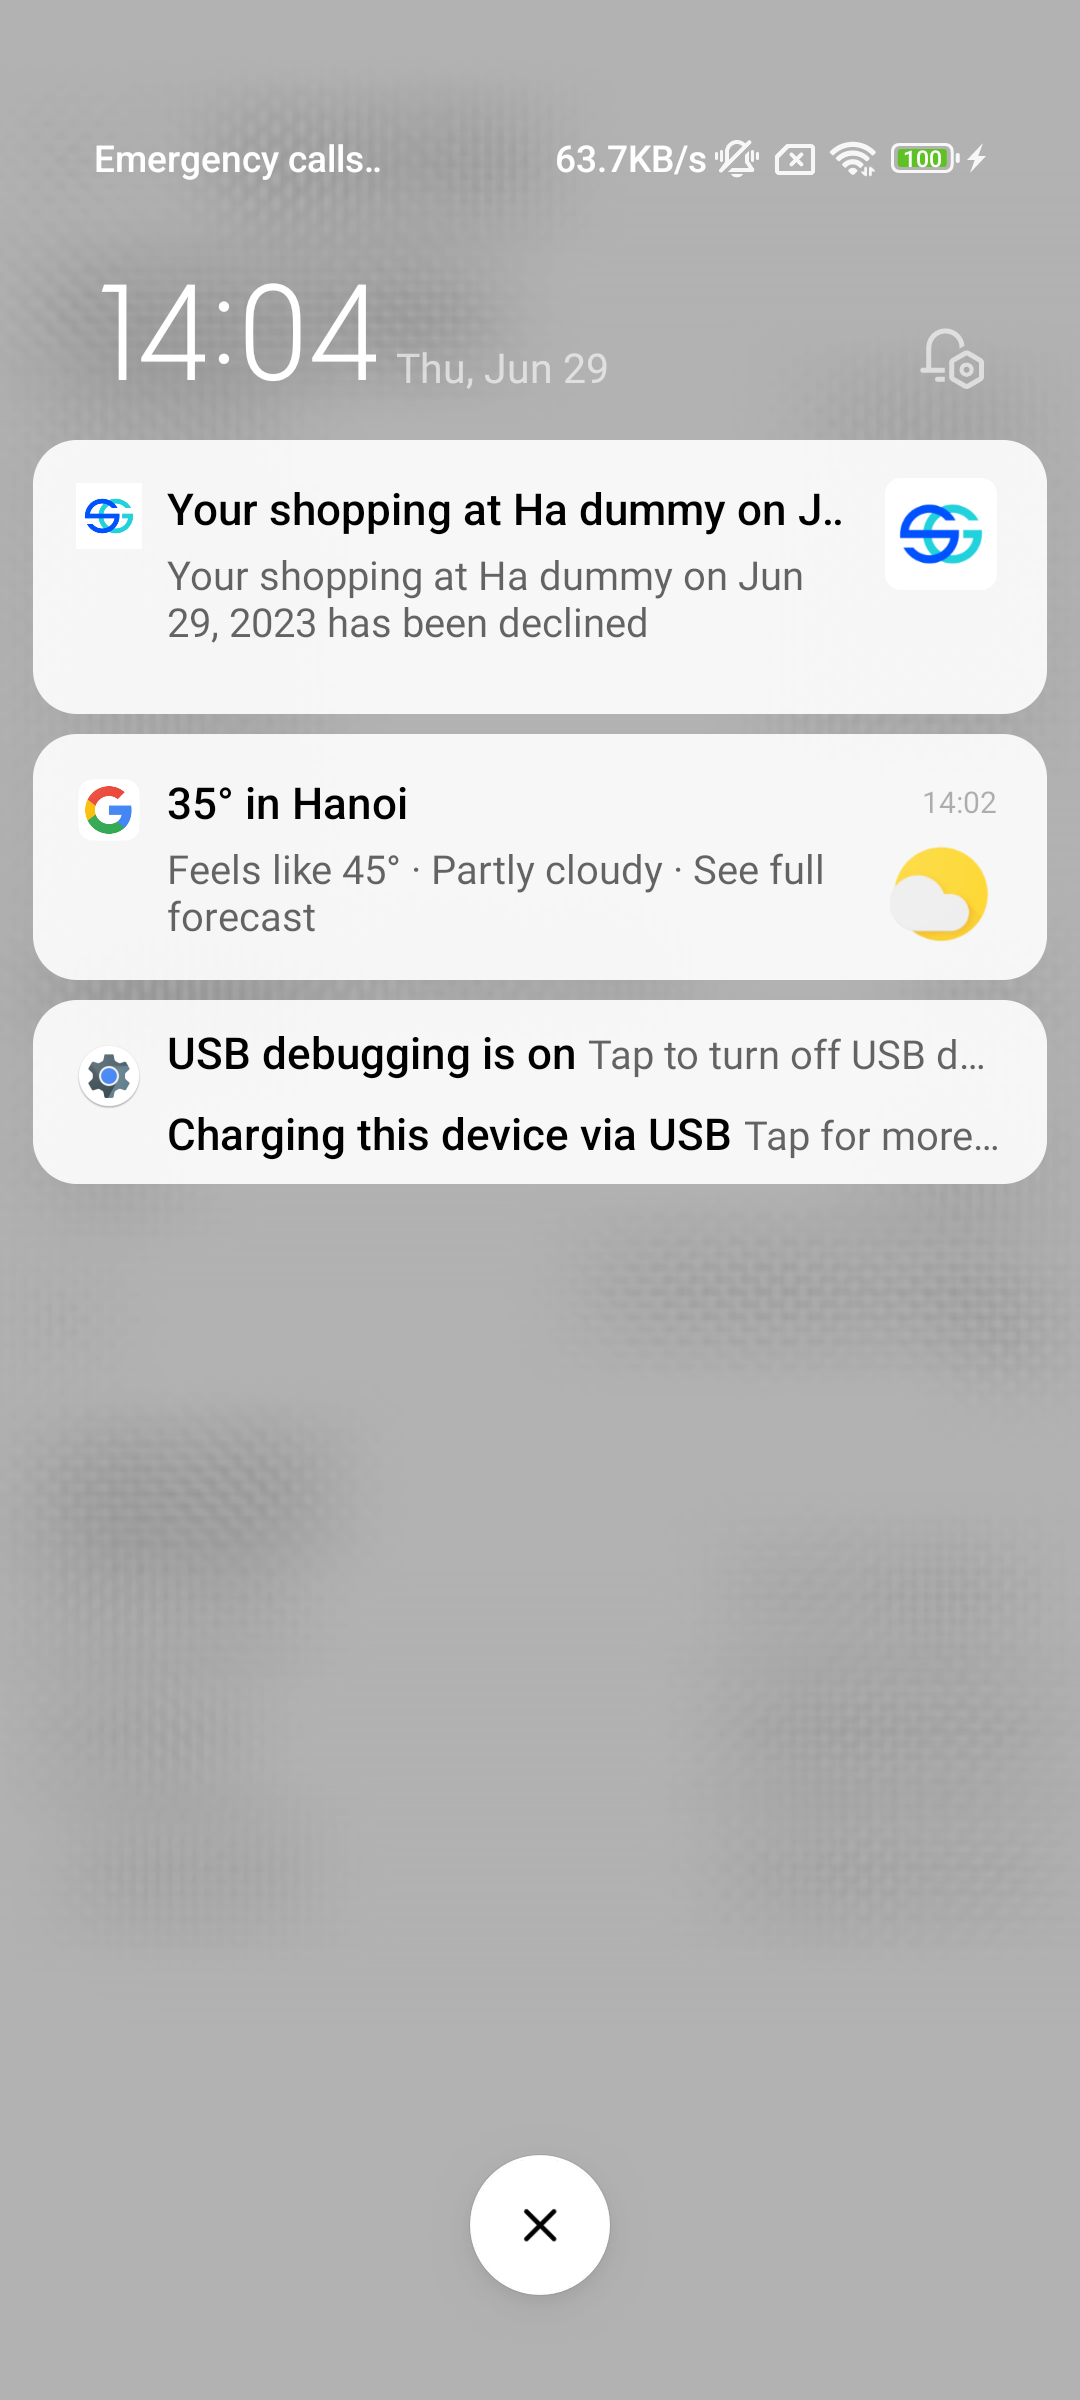 Emergency calls.. 63.7KB/s 100
14:04 Thu, Jun 29
Your shopping at Ha dummy on J..
Your shopping at Ha dummy on Jun
29, 2023 has been declined
35° in Hanoi 14:02
Feels like 45° · Partly cloudy · See full
forecast
USB debugging is on Tap to turn off USB d...
Charging this device via USB Tap for more...